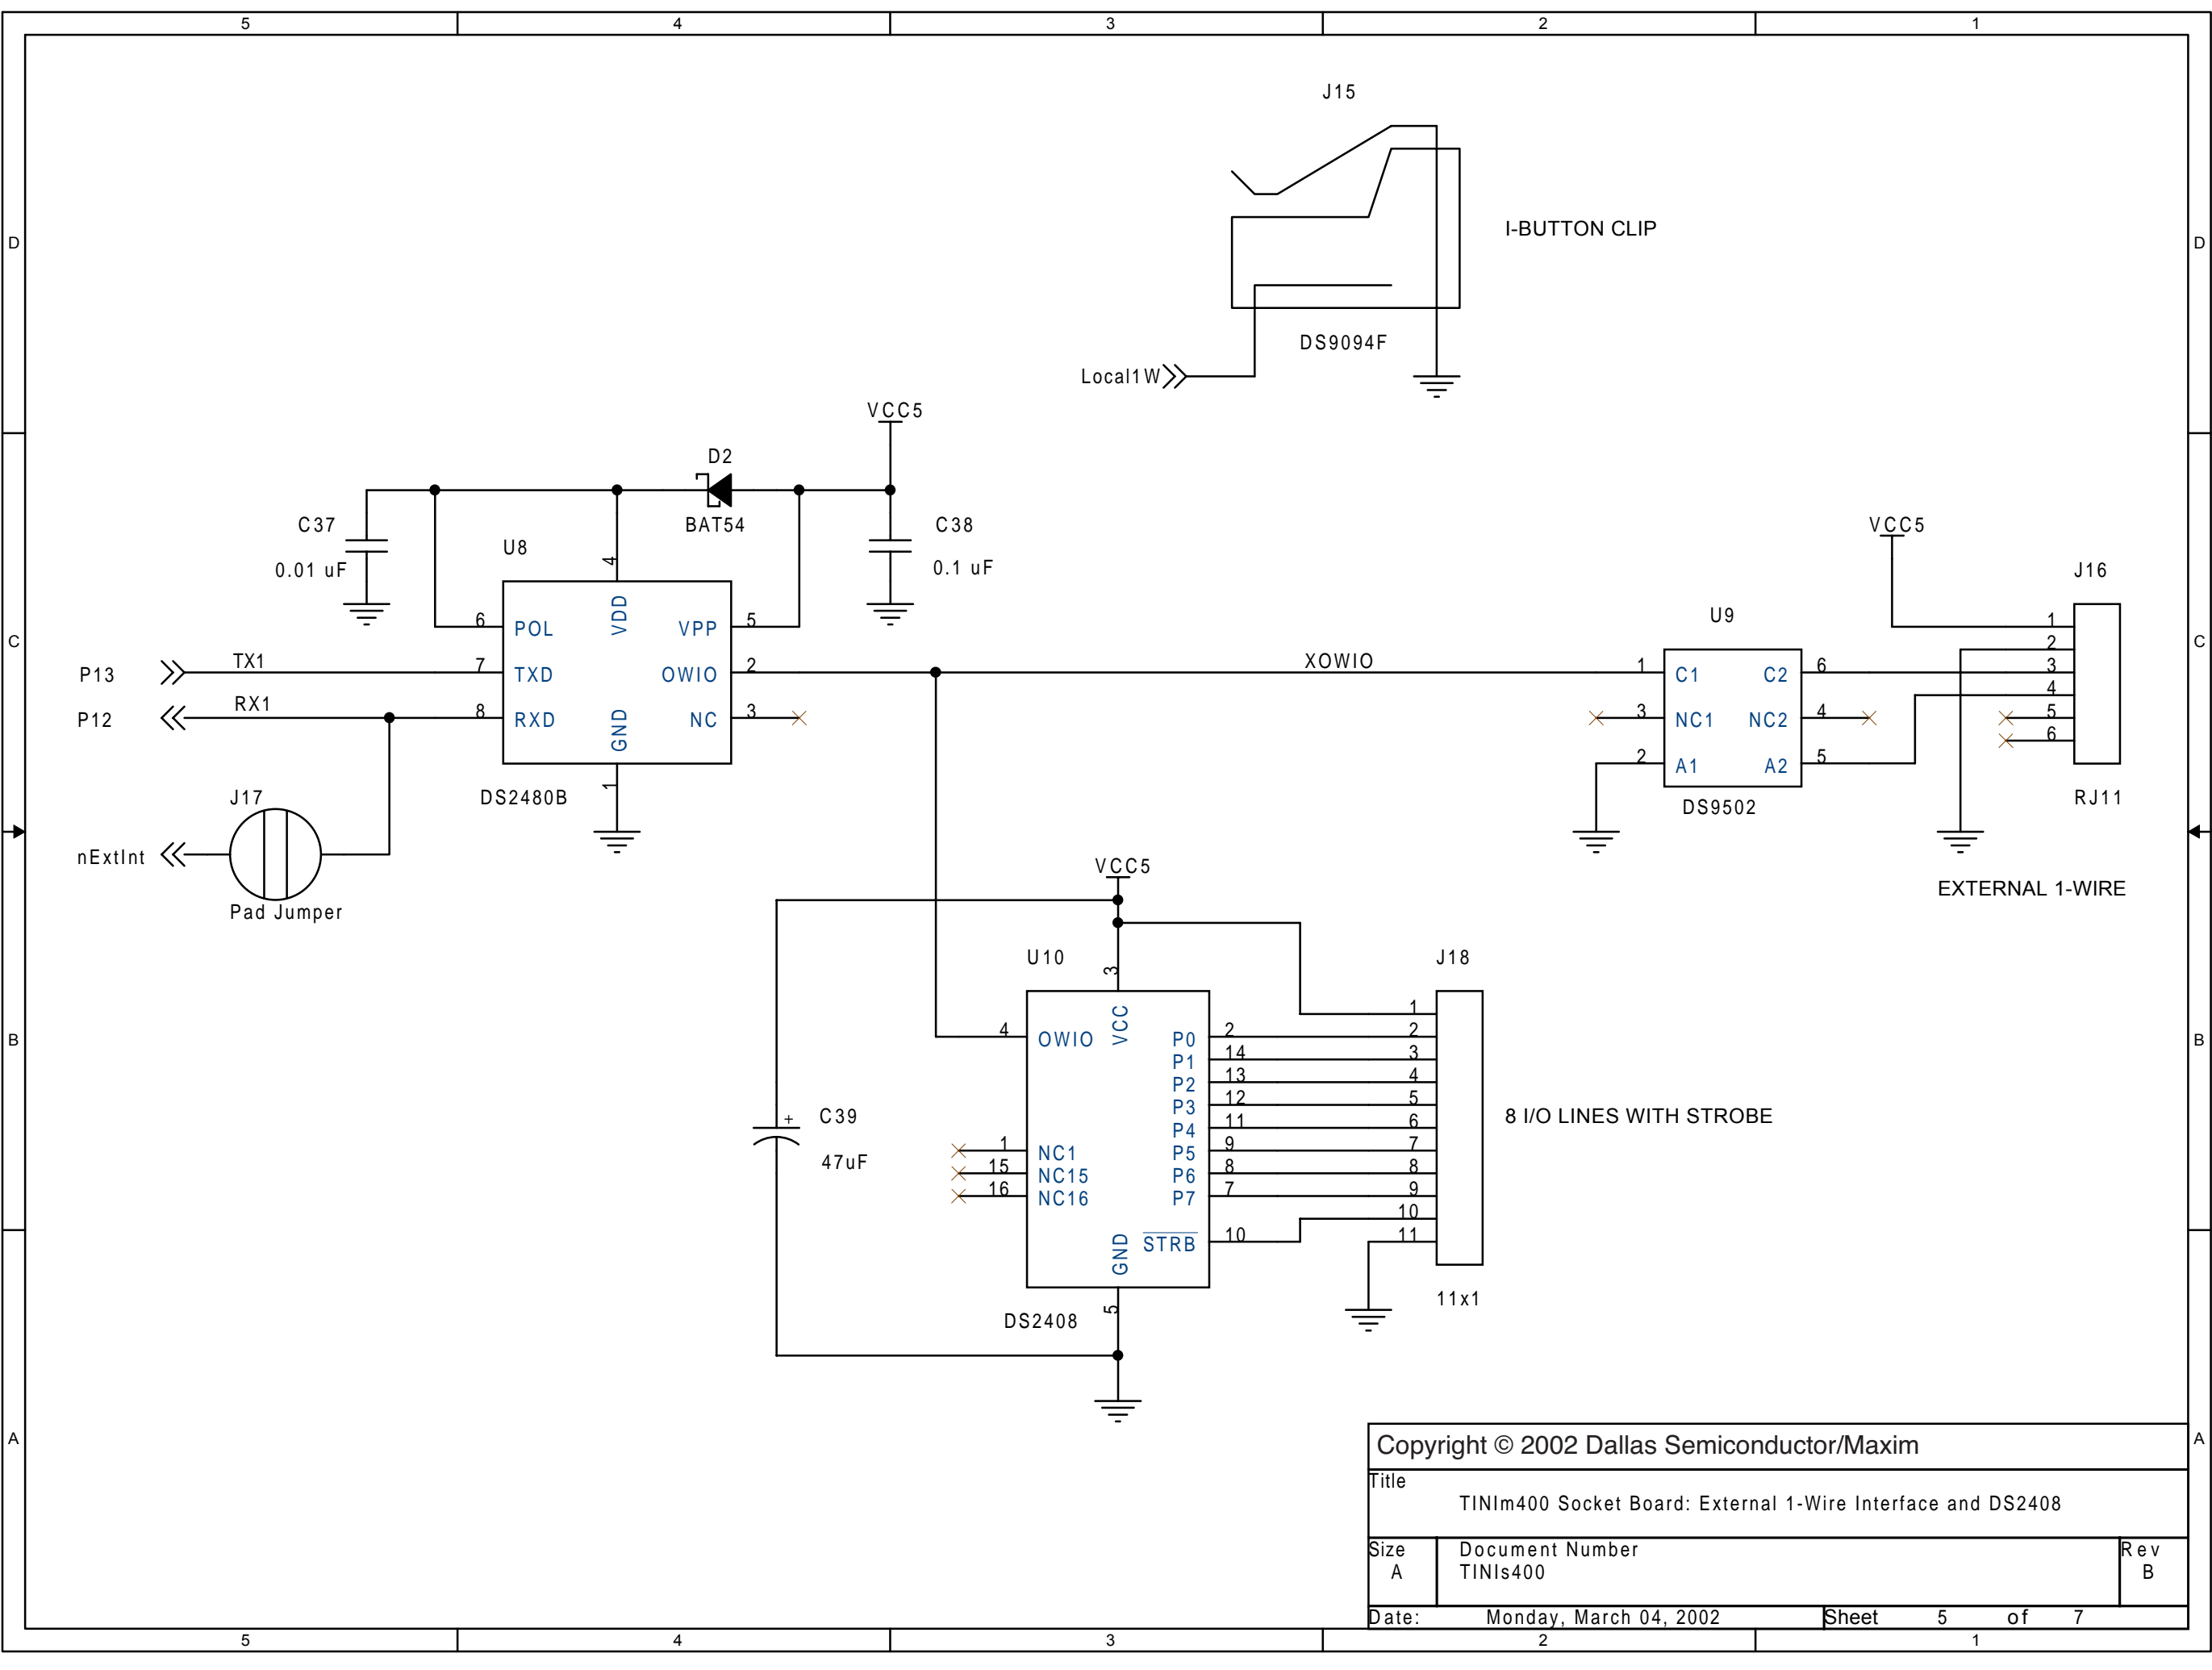 5 4 3 2 1
J15
D D
I-BUTTON CLIP
DS9094F
Local1W
VCC5
D2
BAT54
C37
0.01 uF
C38
0.1 uF
U8
4
VDD
6 POL
VPP 5
P13
TX1
7 TXD
OWIO 2
XOWIO
P12
RX1
8 RXD
NC 3
GND
1
DS2480B
J17
nExtInt
Pad Jumper
C C
VCC5
J16
U9
1 C1
C2 6
3 NC1
NC2 4
2 A1
A2 5
DS9502
1
2
3
4
5
6
RJ11
EXTERNAL 1-WIRE
VCC5
U10
J18
3
VCC
B B
4 OWIO
P0 2
P1 14
P2 13
P3 12
P4 11
P5 9
P6 8
P7 7
STRB 10
1
2
3
4
5
6
7
8
9
10
11
8 I/O LINES WITH STROBE
+ C39
47uF
1 NC1
15 NC15
16 NC16
GND
5
DS2408
11x1
A A
Copyright © 2002 Dallas Semiconductor/Maxim
Title
TINIm400 Socket Board: External 1-Wire Interface and DS2408
Size
A
Document Number
TINIs400
Rev
B
Date: Monday, March 04, 2002
Sheet 5 of 7
5 4 3 2 1